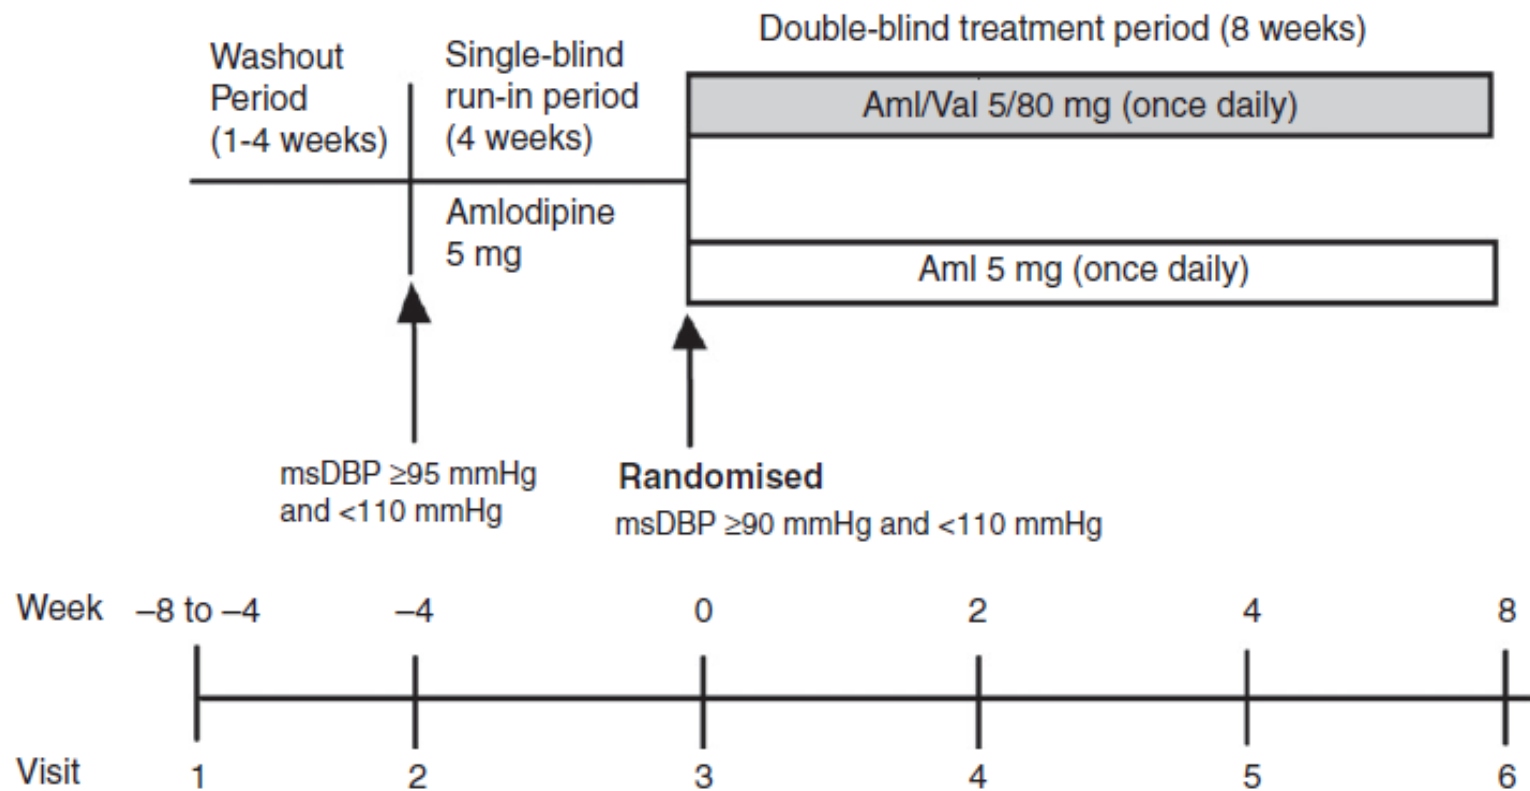 Washout
Period
(1-4 weeks)
Single-blind
run-in period
(4 weeks)
Amlodipine
5 mg
Double-blind treatment period (8 weeks)
Aml/Val 5/80 mg (once daily)
Aml 5 mg (once daily)
msDBP ≥95 mmHg
and <110 mmHg
Randomised
msDBP ≥90 mmHg and <110 mmHg
Week –8 to –4 –4 0 2 4 8
Visit 1 2 3 4 5 6